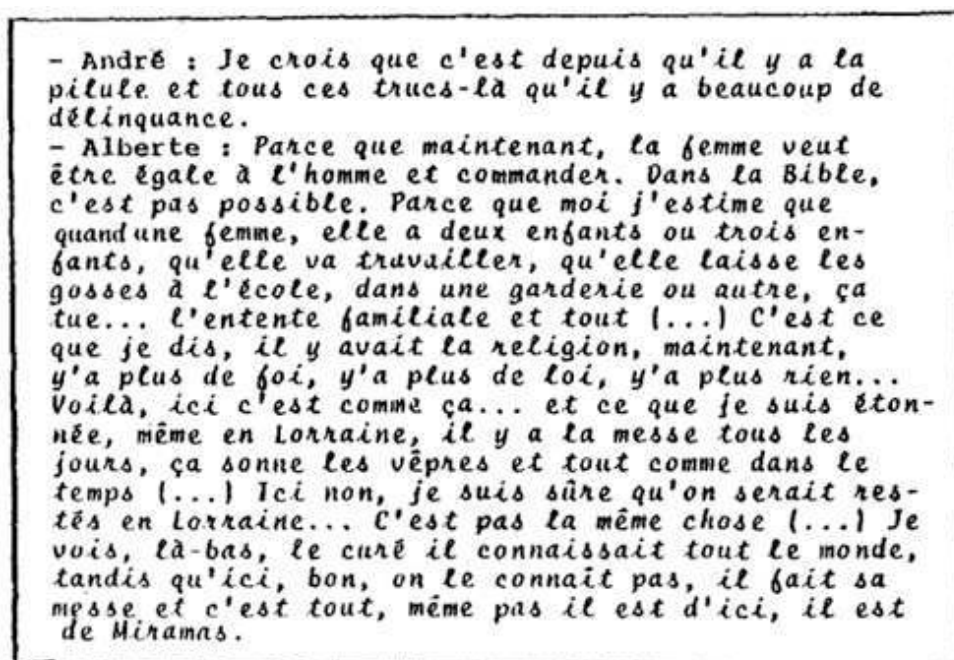 - André : Je crois que c'est depuis qu'il y a la
pilule et tous ces trucs-là qu'il y a beaucoup de
délinquance.
- Alberte : Parce que maintenant, la femme veut
être égale à l'homme et commander. Dans la Bible,
c'est pas possible. Parce que moi j'estime que
quand une femme, elle a deux enfants ou trois en-
fants, qu'elle va travailler, qu'elle laisse les
gosses à l'école, dans une garderie ou autre, ça
tue... l'entente familiale et tout (...) C'est ce
que je dis, il y avait la religion, maintenant,
y'a plus de foi, y'a plus de loi, y'a plus rien...
Voilà, ici c'est comme ça... et ce que je suis éton-
née, même en Lorraine, il y a la messe tous les
jours, ça sonne les vêpres et tout comme dans le
temps (...) Ici non, je suis sûre qu'on serait res-
tés en Lorraine... C'est pas la même chose (...) Je
vois, là-bas, le curé il connaissait tout le monde,
tandis qu'ici, bon, on le connaît pas, il fait sa
messe et c'est tout, même pas il est d'ici, il est
de Miramas.